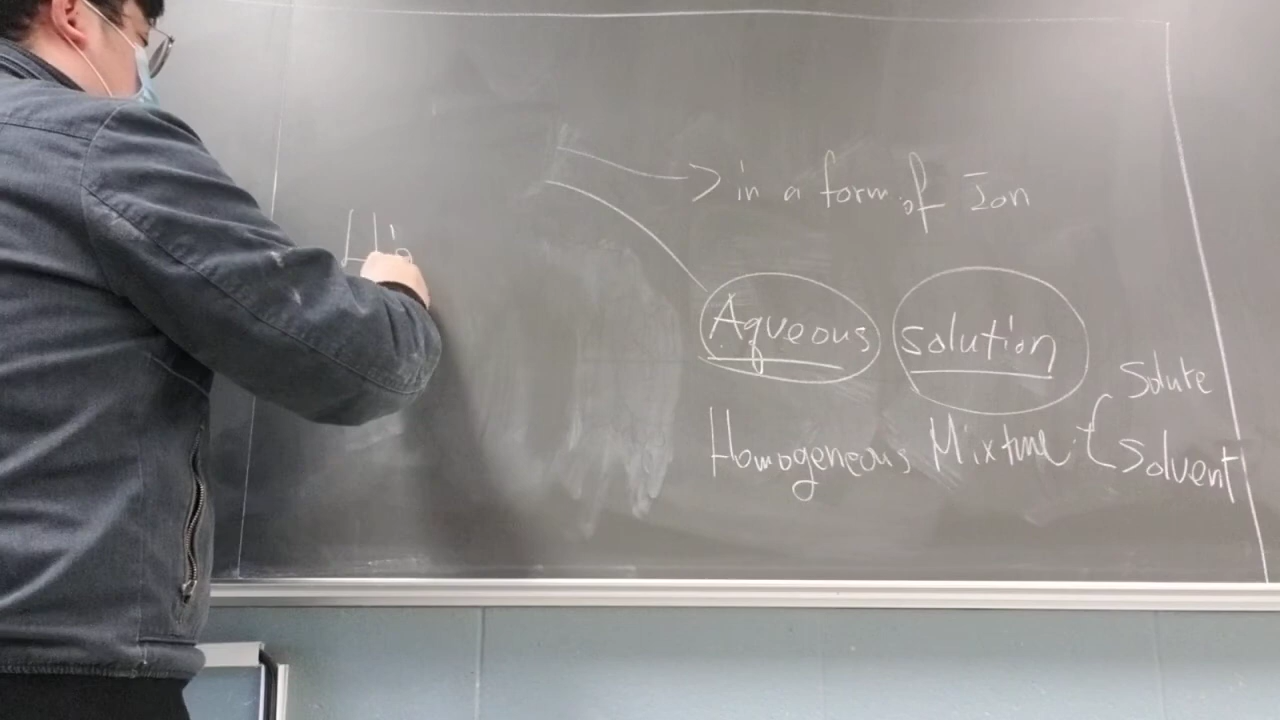 in a form of Ion
Aqueous solution
Solute
Homogeneous Mixture
Solvent